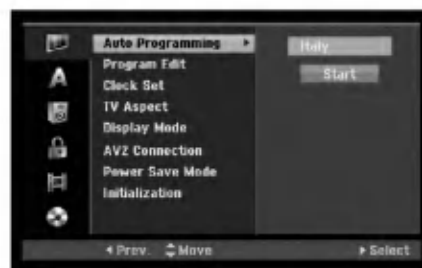 Auto Programming
Italy
Program Edit
Start
Clock Set
TV Aspect
Display Mode
AV2 Connection
Power Save Mode
Initialization
A
Prev. Move Select